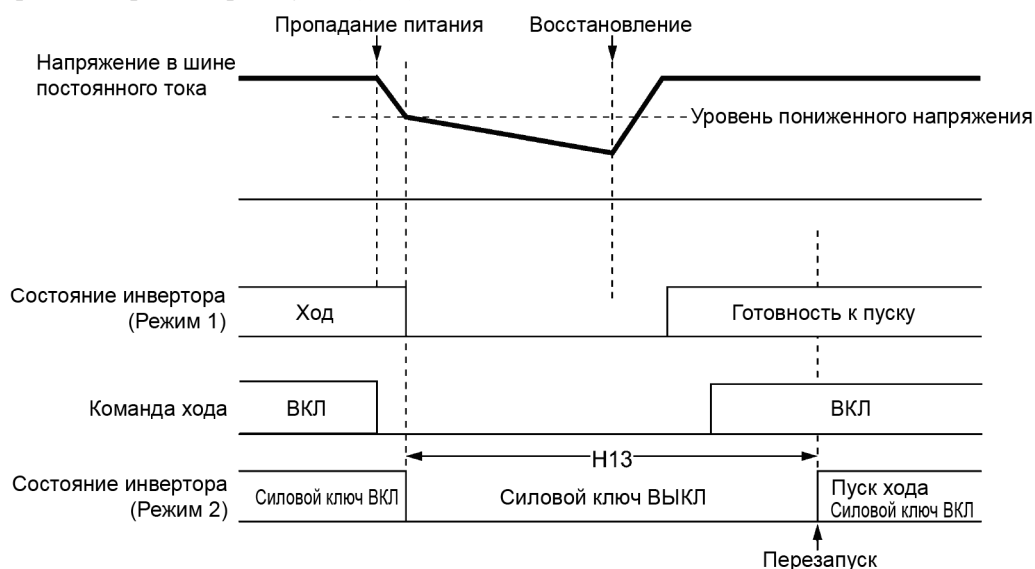 Пропадание питания
Восстановление
Напряжение в шине
постоянного тока
Уровень пониженного напряжения
Состояние инвертора
(Режим 1)
Ход
Готовность к пуску
Команда хода
ВКЛ
ВКЛ
H13
Состояние инвертора
(Режим 2)
Силовой ключ ВКЛ
Силовой ключ ВЫКЛ
Пуск хода
Силовой ключ ВКЛ
Перезапуск